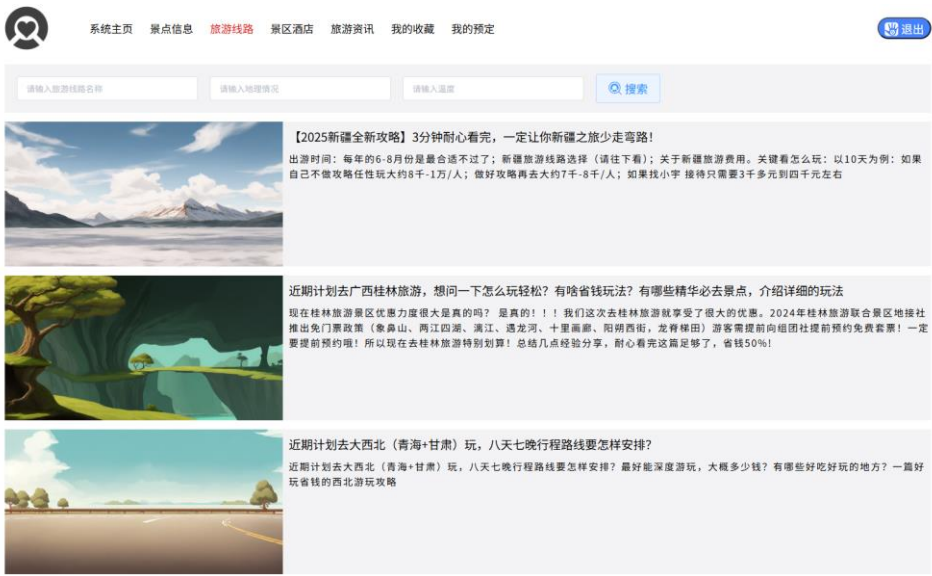 系统主页 景点信息 旅游线路 景区酒店 旅游资讯 我的收藏 我的预定 退出
请输入旅游线路名称 请输入地理情况 请输入温度 搜索
【2025新疆全新攻略】3分钟耐心看完，一定让你新疆之旅少走弯路！
出游时间：每年的6-8月份是最合适不过了；新疆旅游线路选择（请往下看）；关于新疆旅游费用。关键看怎么玩：以10天为例：如果
自己不做攻略任性玩大约8千-1万/人；做好攻略再去大约7千-8千/人；如果找小宇 接待只需要3千多元到四千元左右
近期计划去广西桂林旅游，想问一下怎么玩轻松？有啥省钱玩法？有哪些精华必去景点，介绍详细的玩法
现在桂林旅游景区优惠力度很大是真的吗？ 是真的！！！我们这次去桂林旅游就享受了很大的优惠。2024年桂林旅游联合景区地接社
推出免门票政策（象鼻山、两江四湖、漓江、遇龙河、十里画廊、阳朔西街，龙脊梯田）游客需提前向组团社提前预约免费套票！一定
要提前预约哦！所以现在去桂林旅游特别划算！总结几点经验分享，耐心看完这篇足够了，省钱50%！
近期计划去大西北（青海+甘肃）玩，八天七晚行程路线要怎样安排？
近期计划去大西北（青海+甘肃）玩，八天七晚行程路线要怎样安排？最好能深度游玩，大概多少钱？有哪些好吃好玩的地方？一篇好
玩省钱的西北游玩攻略